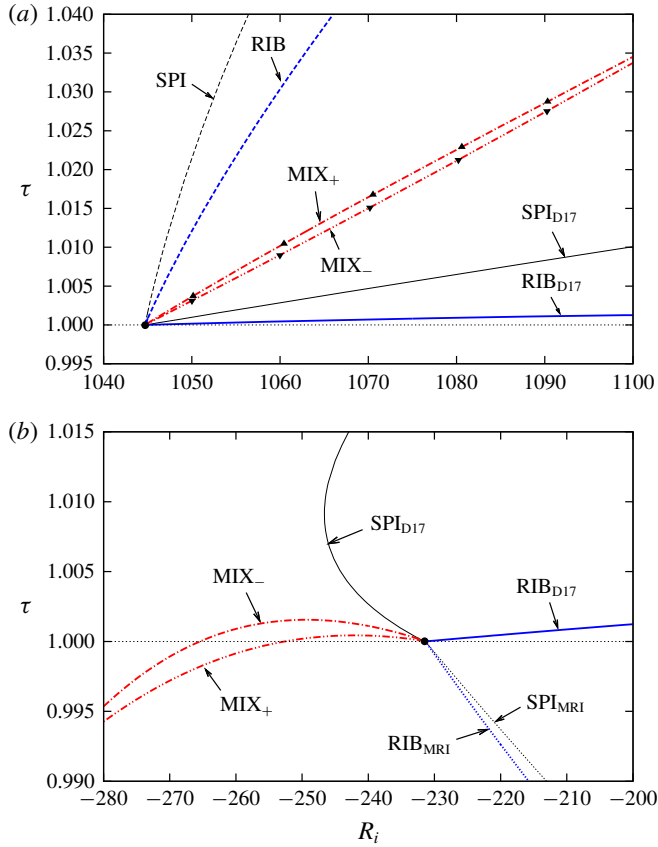 (a)
1.040
1.035
1.030
1.025
1.020
1.015
1.010
1.005
1.000
0.995
τ
SPI
RIB
MIX+
MIX−
SPID17
RIBD17
1040 1050 1060 1070 1080 1090 1100
(b)
1.015
1.010
1.005
1.000
0.995
0.990
τ
SPID17
MIX−
RIBD17
MIX+
SPIMRI
RIBMRI
−280 −270 −260 −250 −240 −230 −220 −210 −200
Ri